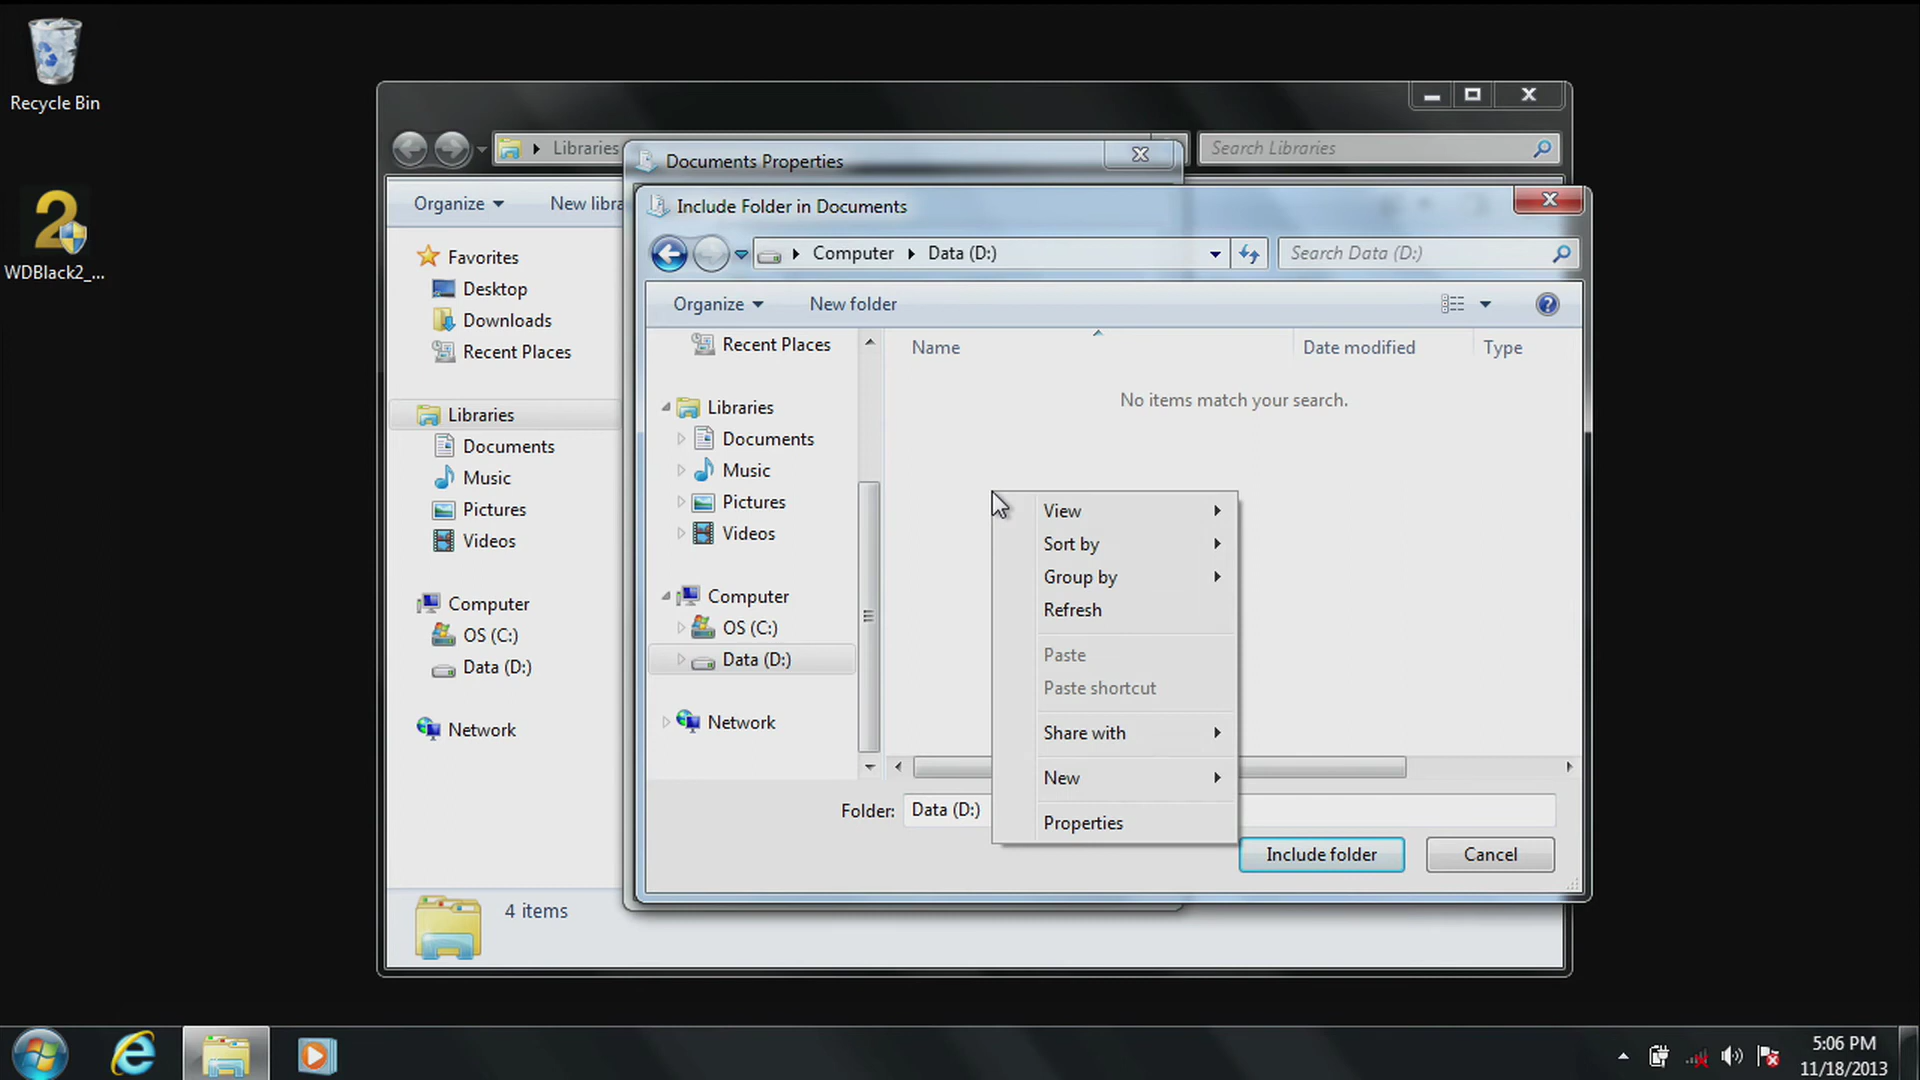 Recycle Bin
WDBlack2_...
Libraries
Search Libraries
Organize
New libra
Favorites
Desktop
Downloads
Recent Places
Libraries
Documents
Music
Pictures
Videos
Computer
OS (C:)
Data (D:)
Network
4 items
Documents Properties
Include Folder in Documents
Computer
Data (D:)
Search Data (D:)
Organize
New folder
Recent Places
Libraries
Documents
Music
Pictures
Videos
Computer
OS (C:)
Data (D:)
Network
Name
Date modified
Type
No items match your search.
View
Sort by
Group by
Refresh
Paste
Paste shortcut
Share with
New
Properties
Folder: Data (D:)
Include folder
Cancel
5:06 PM
11/18/2013